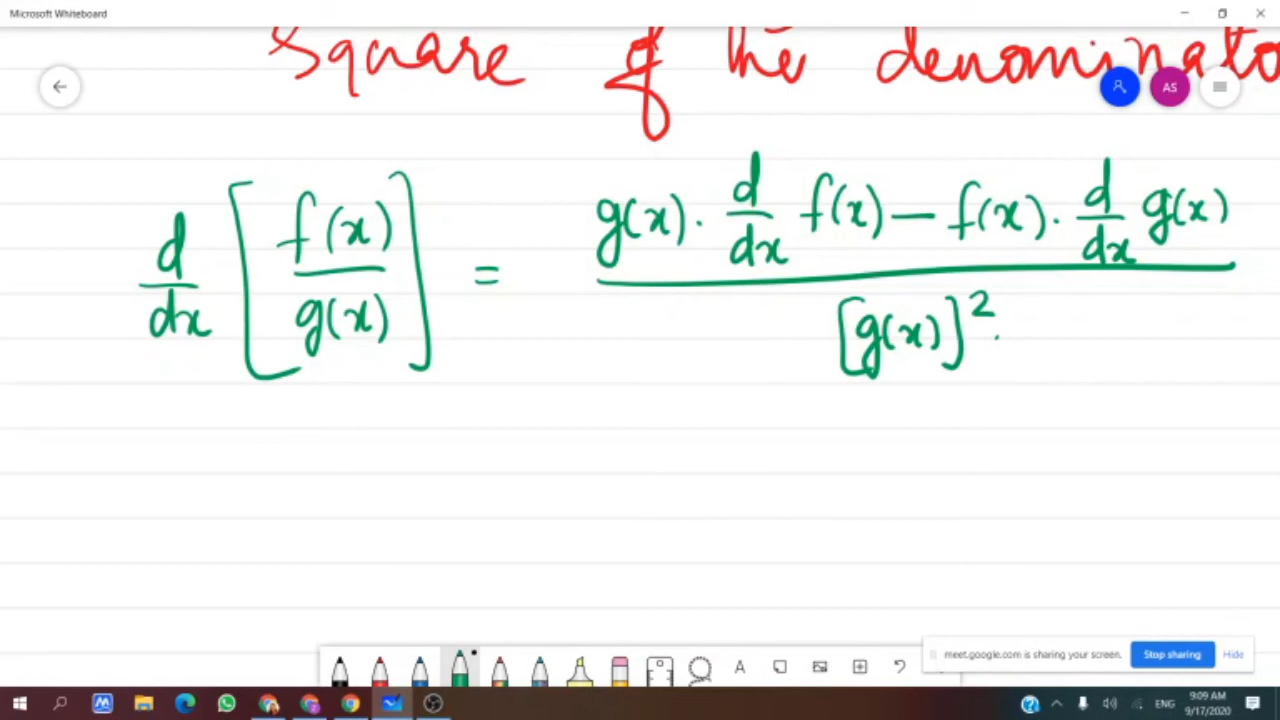 Microsoft Whiteboard
square of the denominato
AS
d/dx [f(x)/g(x)] = g(x)·d/dx f(x) — f(x)·d/dx g(x) / [g(x)]²
A
meet.google.com is sharing your screen.
Stop sharing
Hide
ENG
9:09 AM
9/17/2020